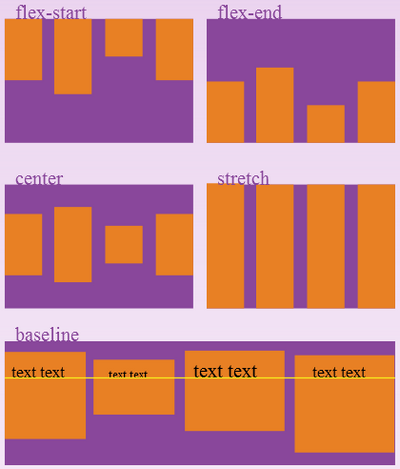 flex-start
flex-end
center
stretch
baseline
text text
text text
text text
text text